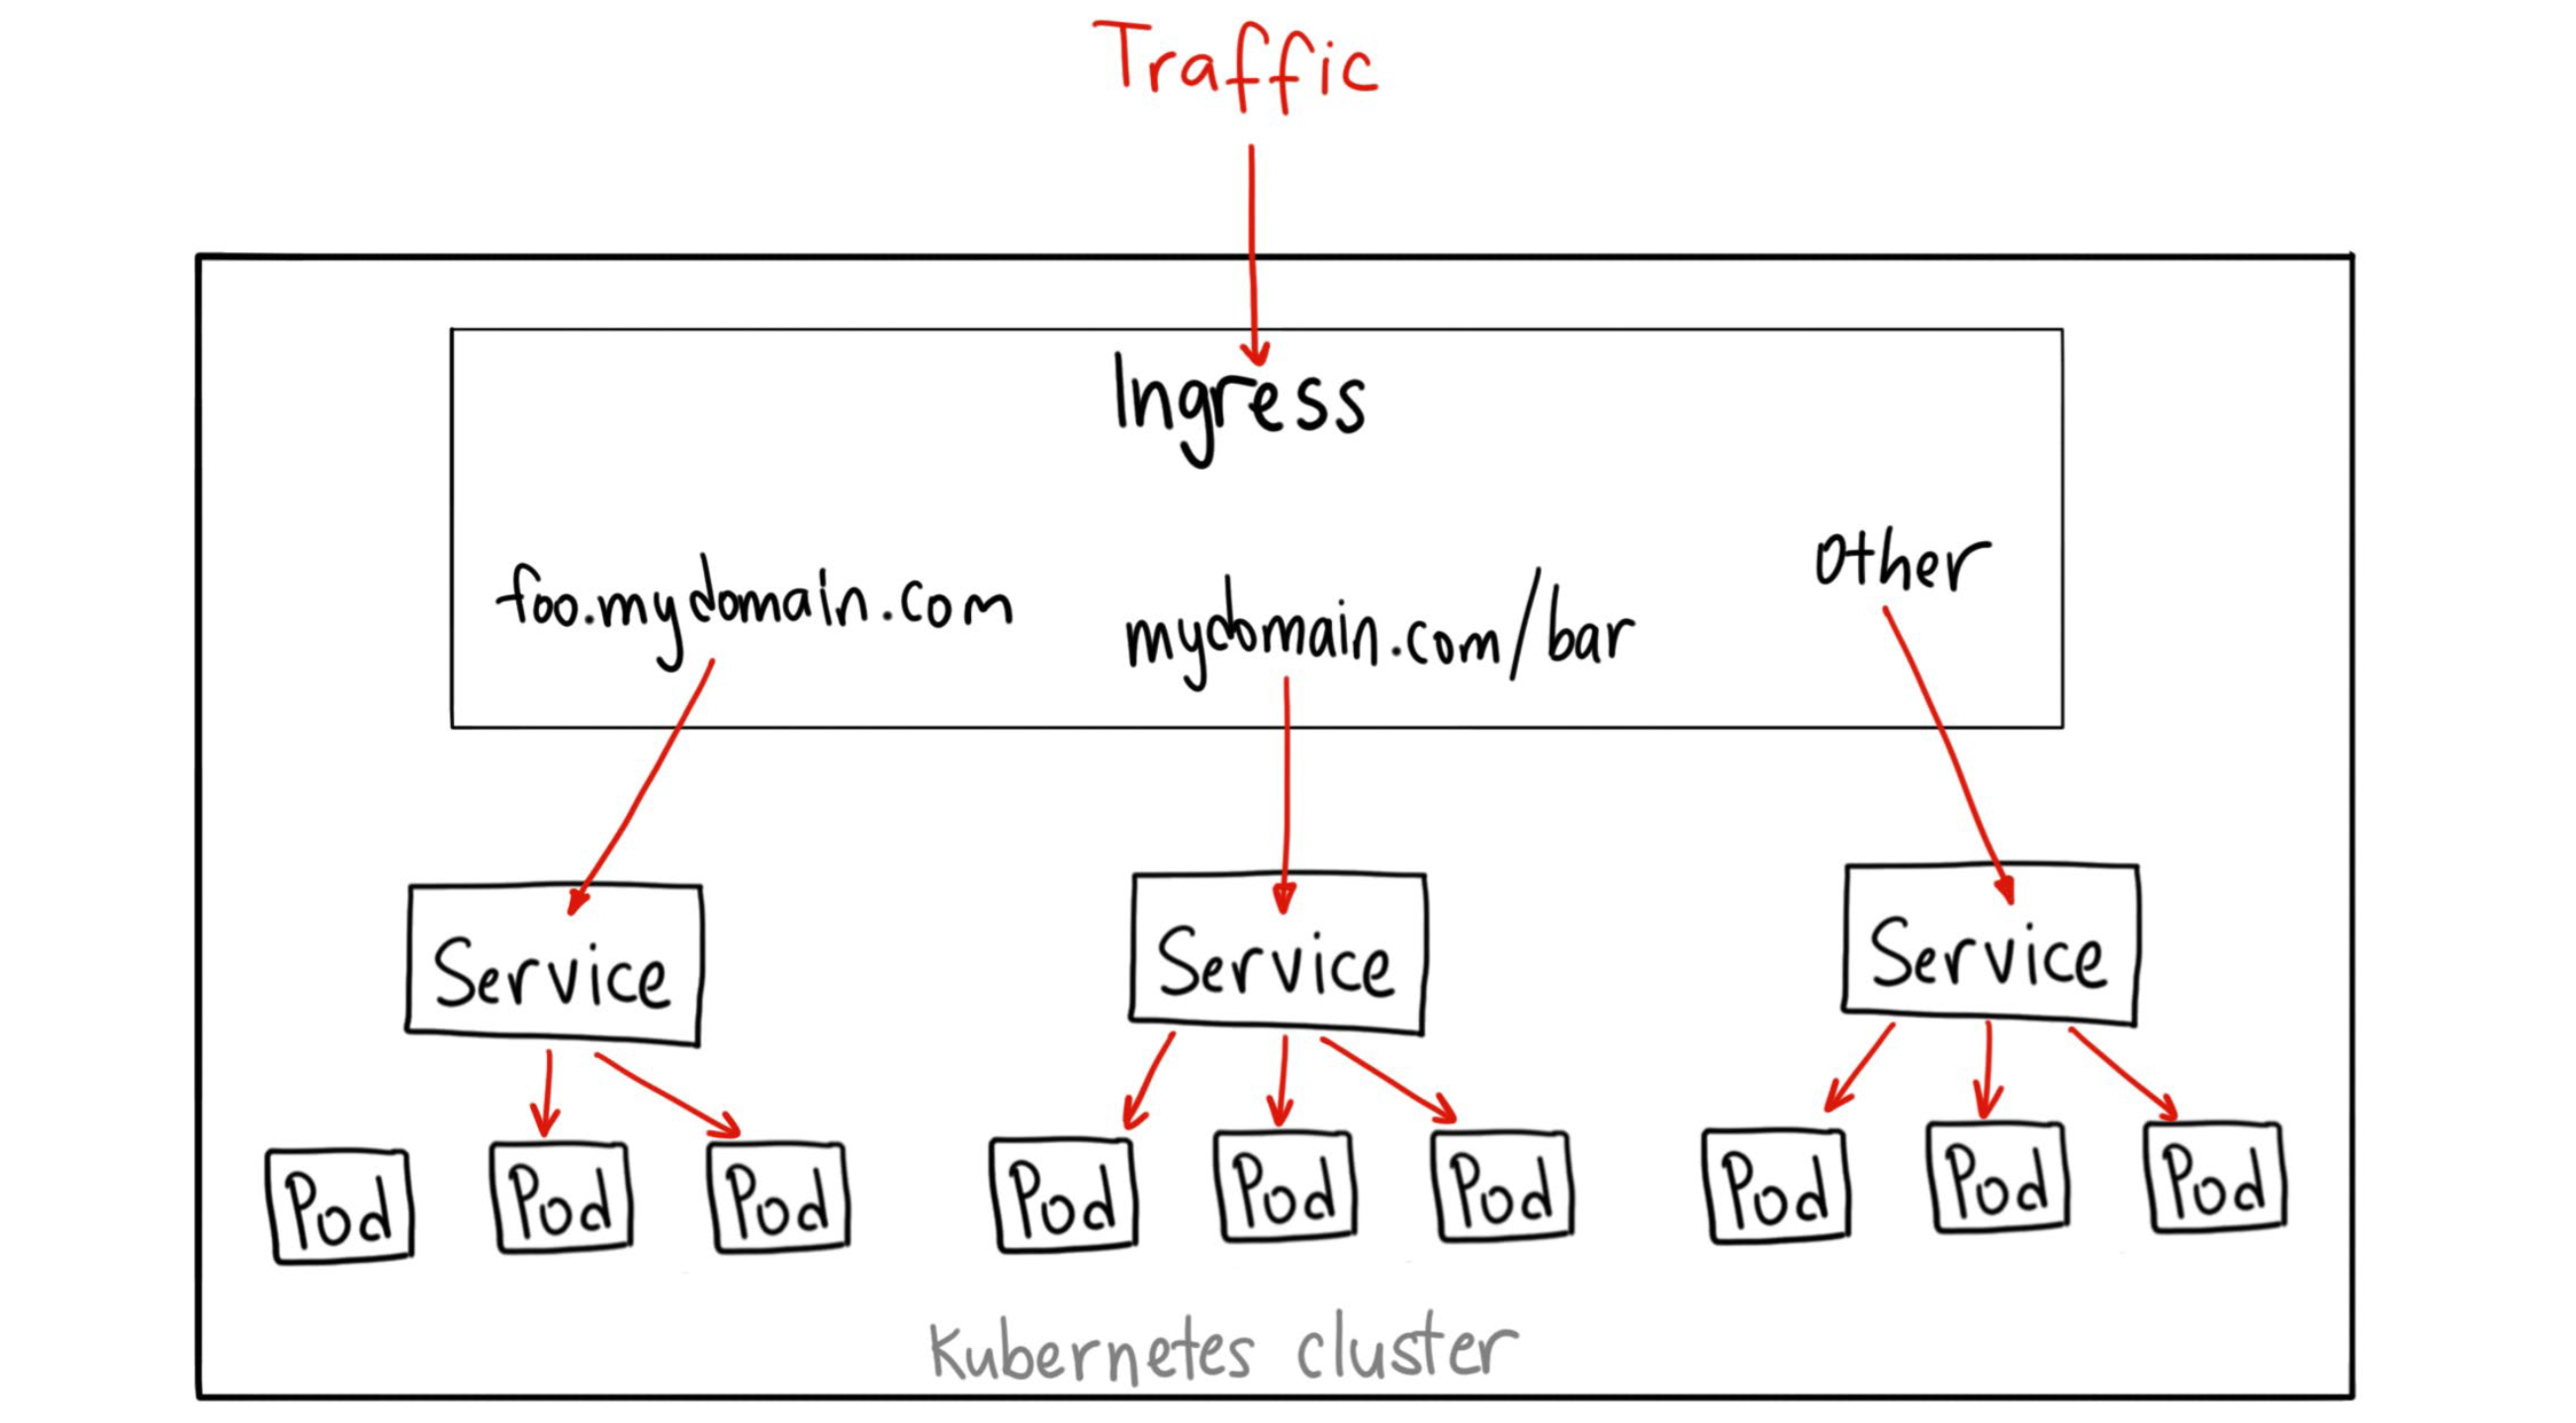 Traffic
Ingress
foo.mydomain.com
mydomain.com/bar
other
Service
Service
Service
Pod
Pod
Pod
Pod
Pod
Pod
Pod
Pod
Pod
Kubernetes cluster